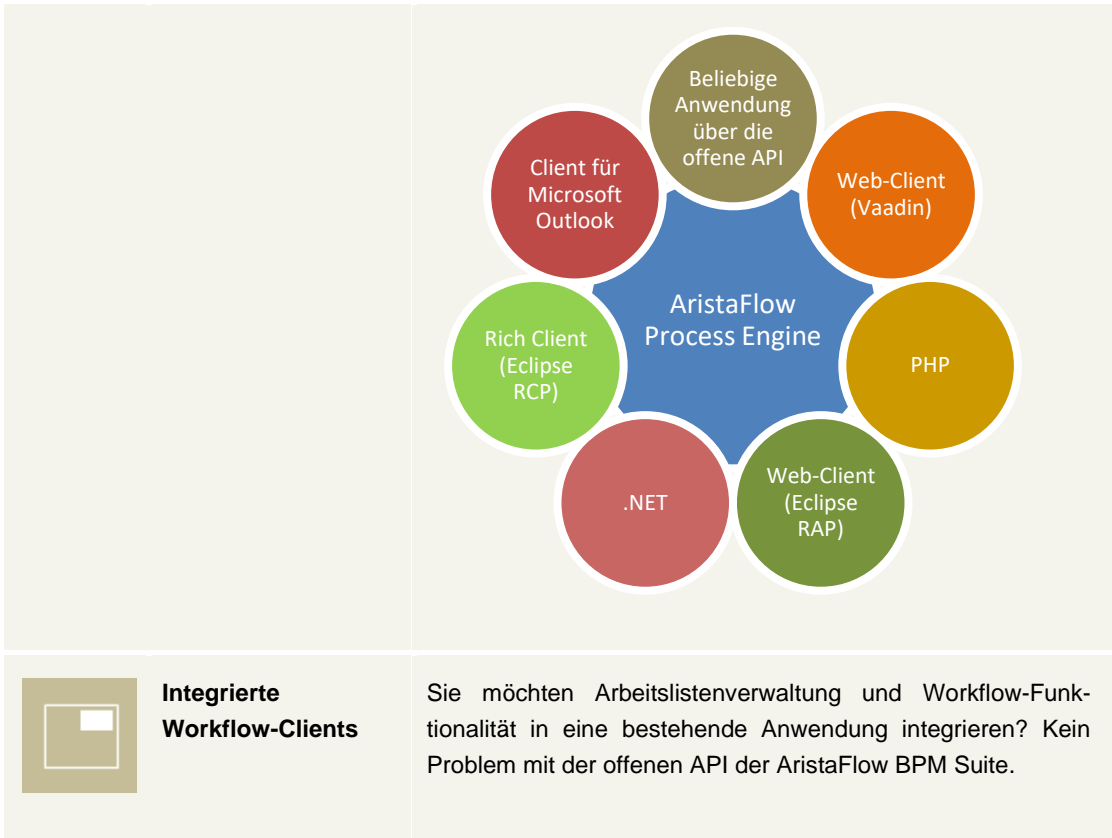 Beliebige
Anwendung
über die
offene API
Client für
Microsoft
Outlook
Web-Client
(Vaadin)
AristaFlow
Process Engine
Rich Client
(Eclipse
RCP)
PHP
.NET
Web-Client
(Eclipse
RAP)
Integrierte
Workflow-Clients
Sie möchten Arbeitslistenverwaltung und Workflow-Funk-
tionalität in eine bestehende Anwendung integrieren? Kein
Problem mit der offenen API der AristaFlow BPM Suite.